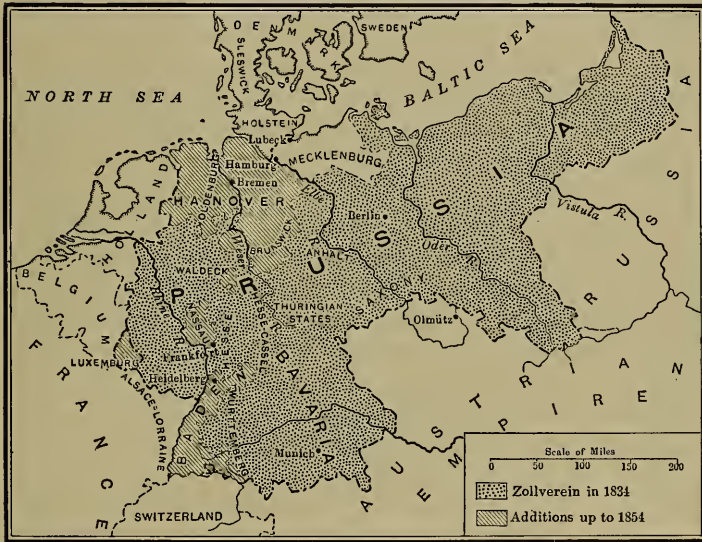 DENMARK
SWEDEN
SLESWICK
BALTIC SEA
NORTH SEA
HOLSTEIN
Lubeck
MECKLENBURG
Hamburg
Bremen
OLDENBURG
HANOVER
HOLLAND
Elbe R.
Berlin
PRUSSIA
RUSSIA
Vistula R.
Oder R.
BRUNSWICK
ANHALT
Weser R.
WALDECK
BELGIUM
Rhine R.
NASSAU
HESSE
HESSE-CASSEL
THURINGIAN
STATES
SAXONY
Olmütz
Frankfort
LUXEMBURG
Heidelberg
ALSACE=LORRAINE
FRANCE
BADEN
WURTTEMBERG
BAVARIA
Munich
AUSTRIAN
EMPIRE
SWITZERLAND
Scale of Miles
0 50 100 150 200
Zollverein in 1834
Additions up to 1854